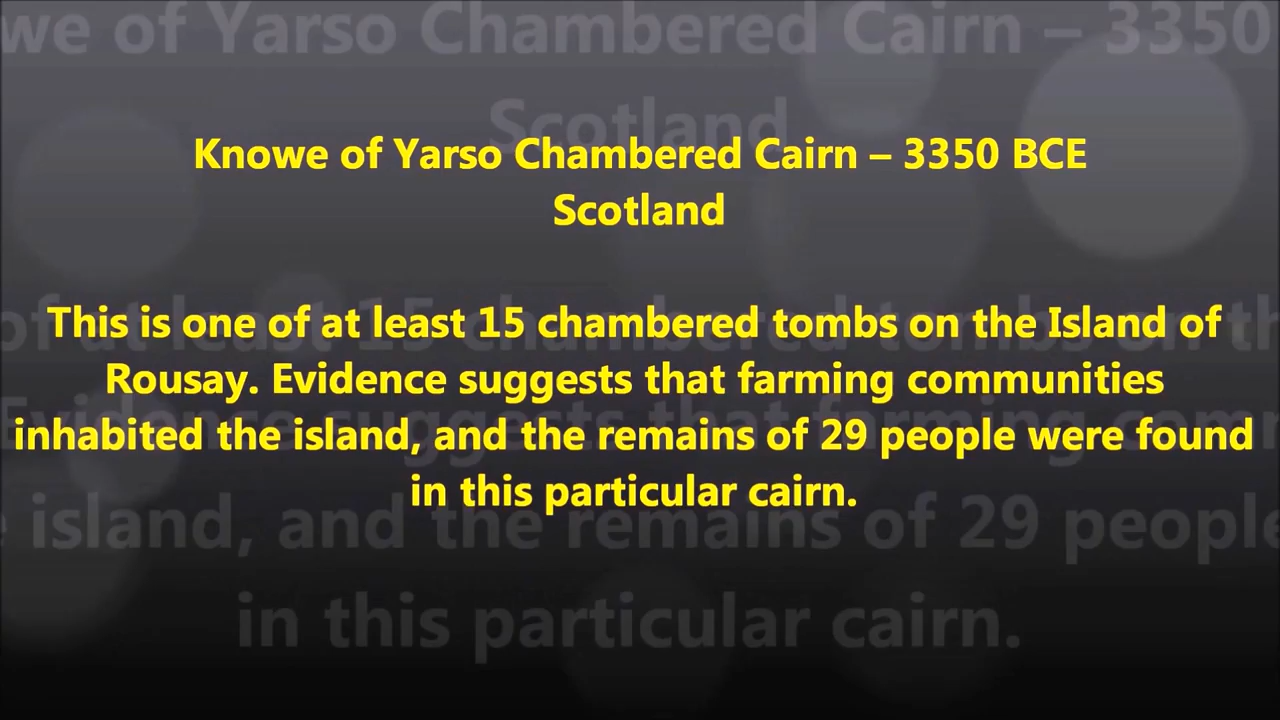 Knowe of Yarso Chambered Cairn – 3350 BCE
Scotland
This is one of at least 15 chambered tombs on the Island of
Rousay. Evidence suggests that farming communities
inhabited the island, and the remains of 29 people were found
in this particular cairn.